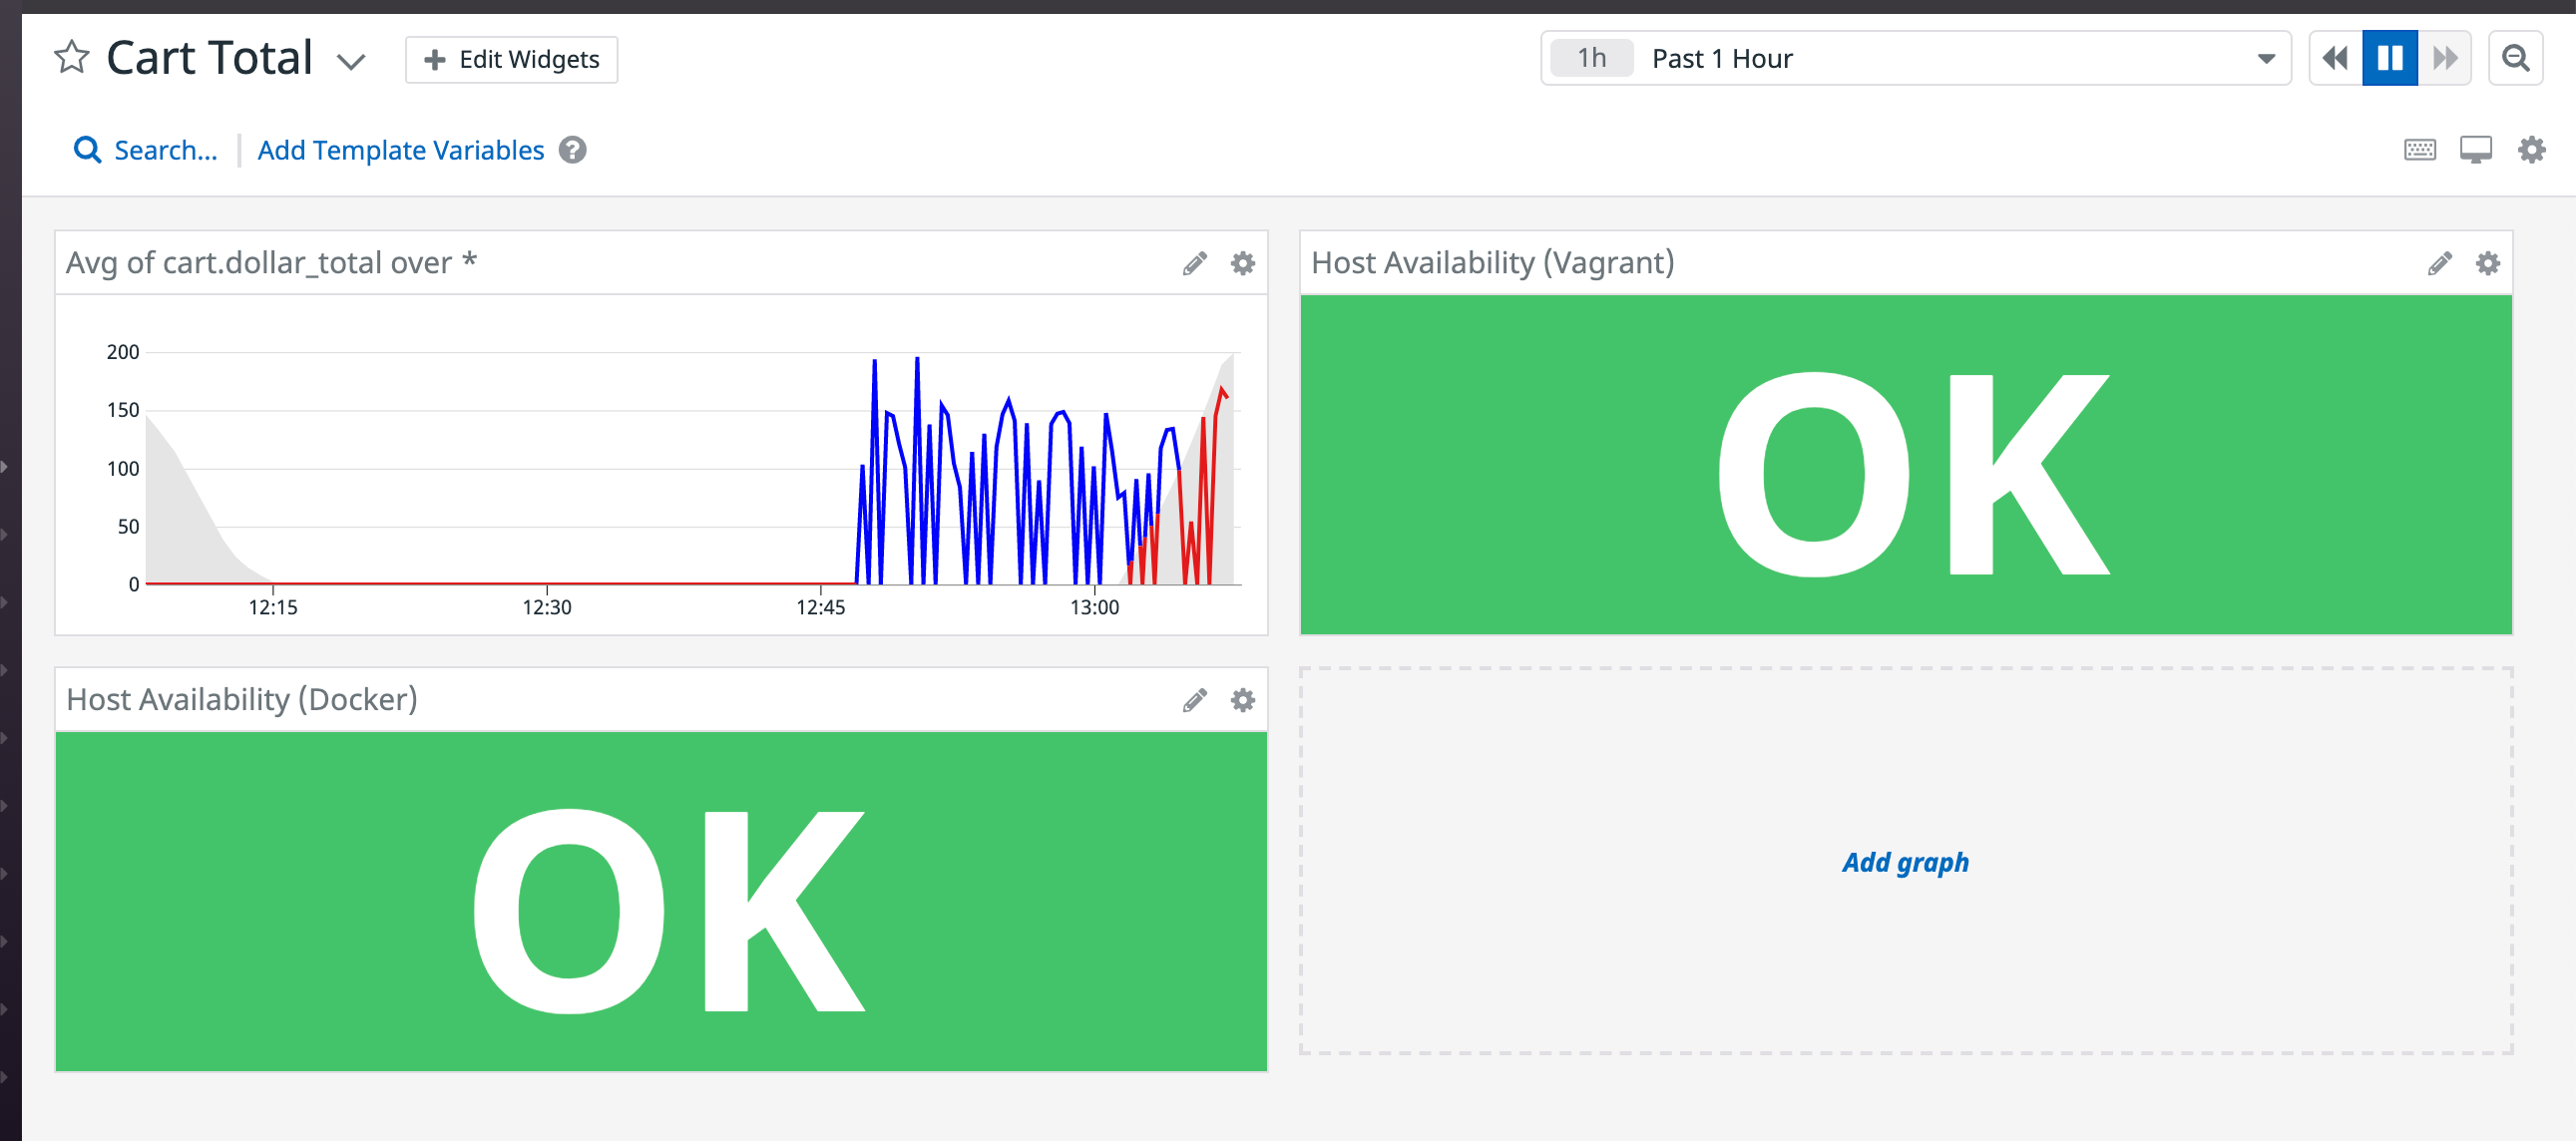 Cart Total
Edit Widgets
1h Past 1 Hour
Search...
Add Template Variables ?
Avg of cart.dollar_total over *
200
150
100
50
0
12:15 12:30 12:45 13:00
Host Availability (Vagrant)
OK
Host Availability (Docker)
OK
Add graph